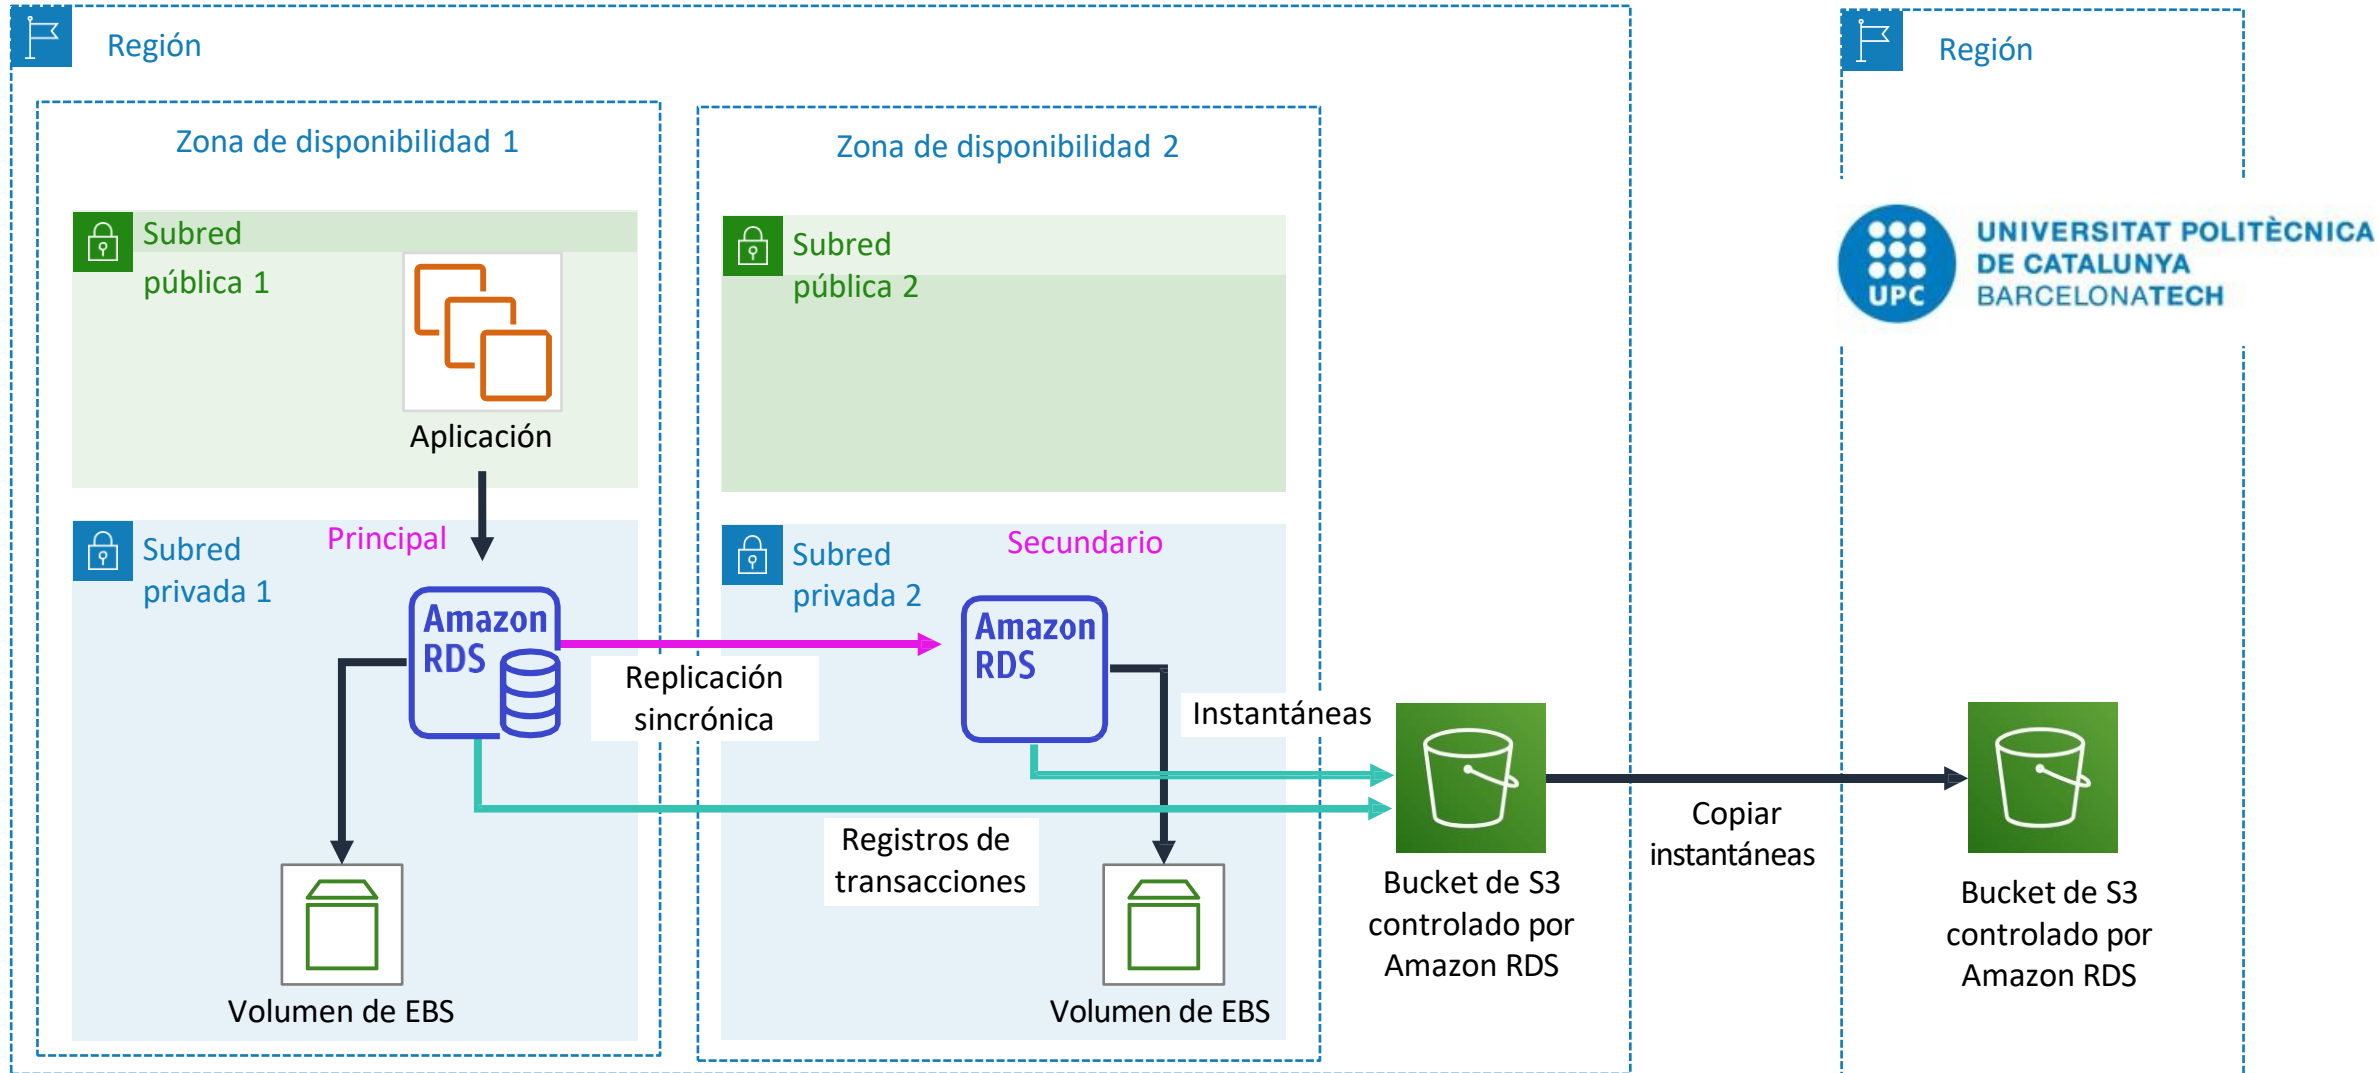 Región
Región
Zona de disponibilidad 1
Zona de disponibilidad 2
Subred
pública 1
Subred
pública 2
UPC
UNIVERSITAT POLITÈCNICA
DE CATALUNYA
BARCELONATECH
Aplicación
Subred
privada 1
Principal
Subred
privada 2
Secundario
Amazon
RDS
Amazon
RDS
Replicación
sincrónica
Instantáneas
Registros de
transacciones
Copiar
instantáneas
Bucket de S3
controlado por
Amazon RDS
Bucket de S3
controlado por
Amazon RDS
Volumen de EBS
Volumen de EBS